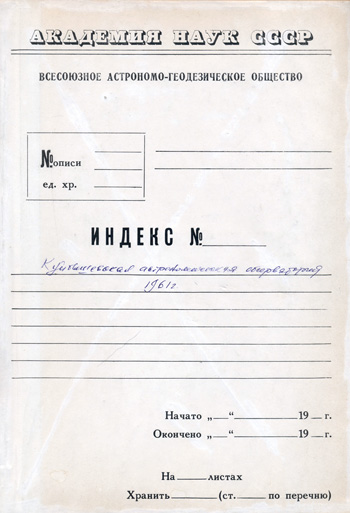 АКАДЕМИЯ НАУК СССР
ВСЕСОЮЗНОЕ АСТРОНОМО-ГЕОДЕЗИЧЕСКОЕ ОБЩЕСТВО
№ описи
ед. хр.
ИНДЕКС №
Куйбышевская астрономическая обсерватория
1961г.
Начато „ “ 19 г.
Окончено „ “ 19 г.
На листах
Хранить (ст. по перечню)